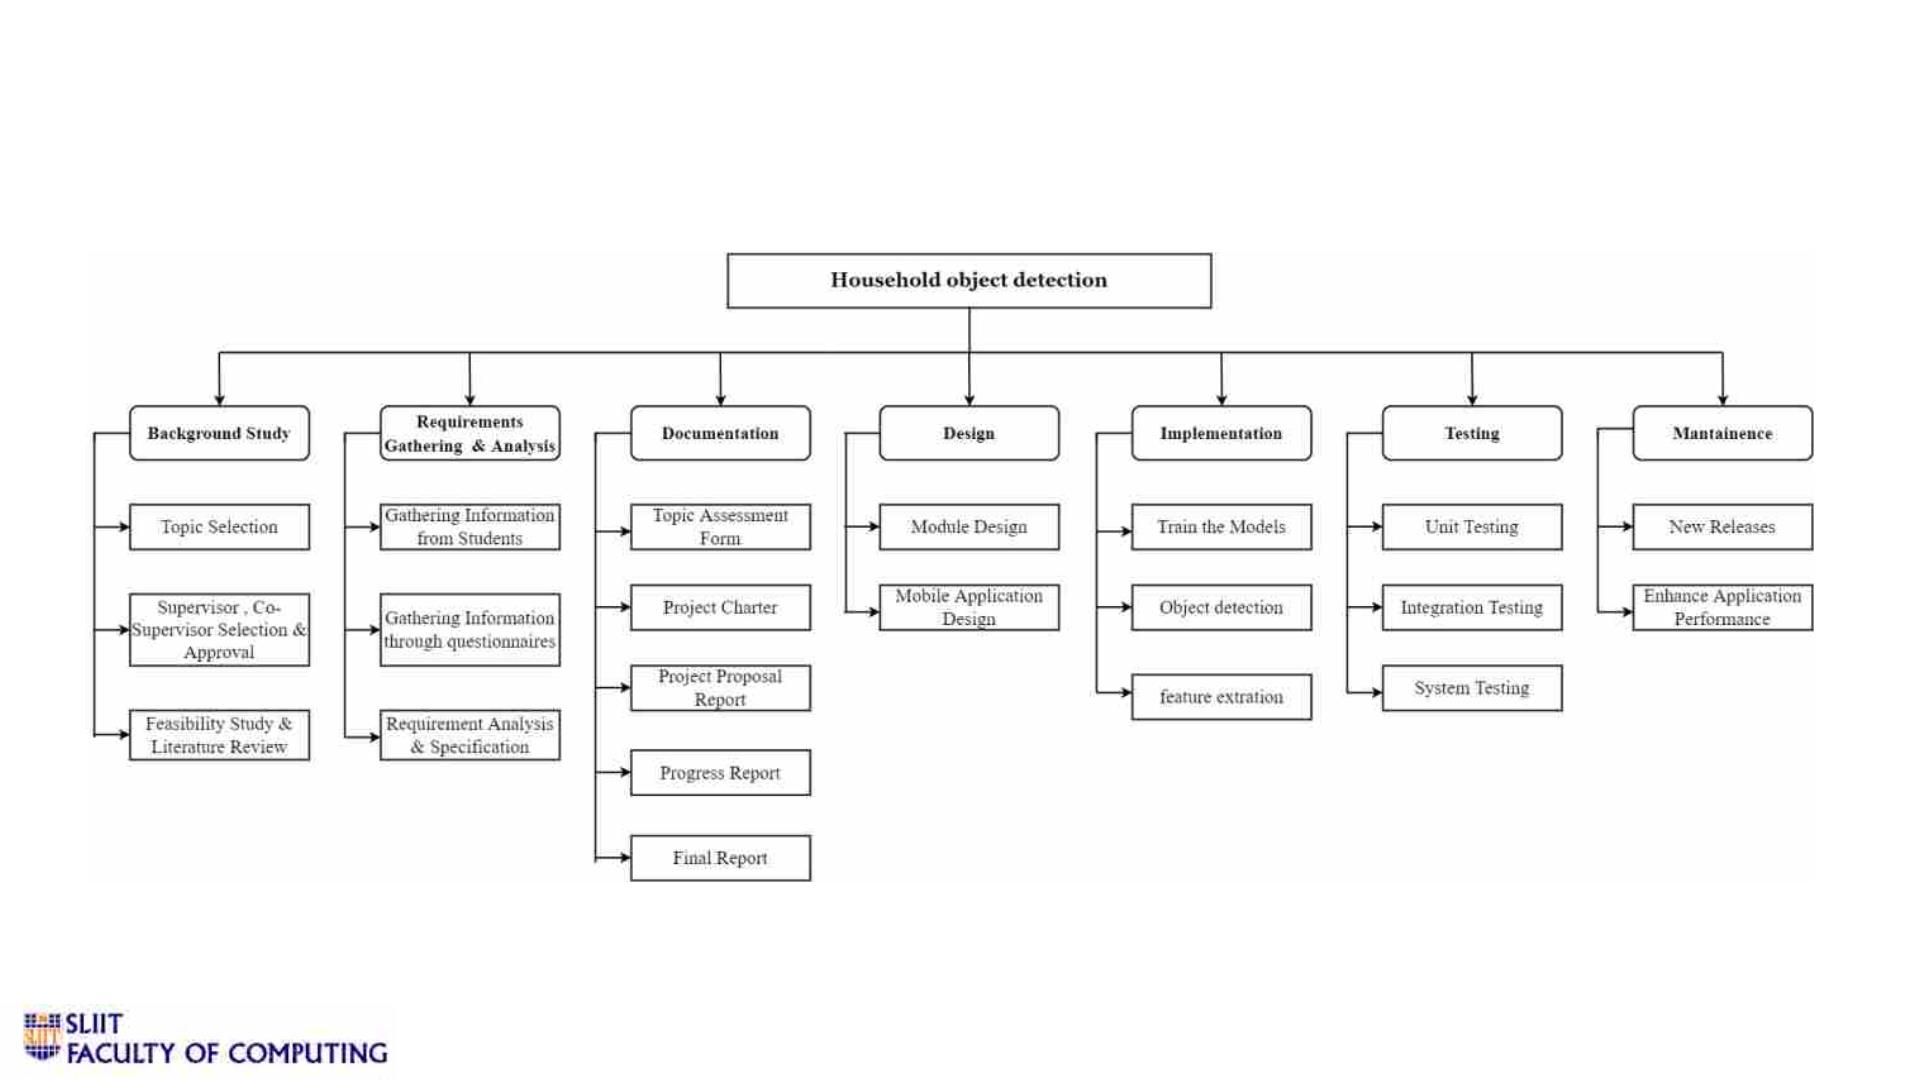 Household object detection
Background Study
Requirements
Gathering & Analysis
Documentation
Design
Implementation
Testing
Mantainence
Topic Selection
Supervisor , Co-
Supervisor Selection &
Approval
Feasibility Study &
Literature Review
Gathering Information
from Students
Gathering Information
through questionnaires
Requirement Analysis
& Specification
Topic Assessment
Form
Project Charter
Project Proposal
Report
Progress Report
Final Report
Module Design
Mobile Application
Design
Train the Models
Object detection
feature extration
Unit Testing
Integration Testing
System Testing
New Releases
Enhance Application
Performance
SLIIT
SLIIT
FACULTY OF COMPUTING